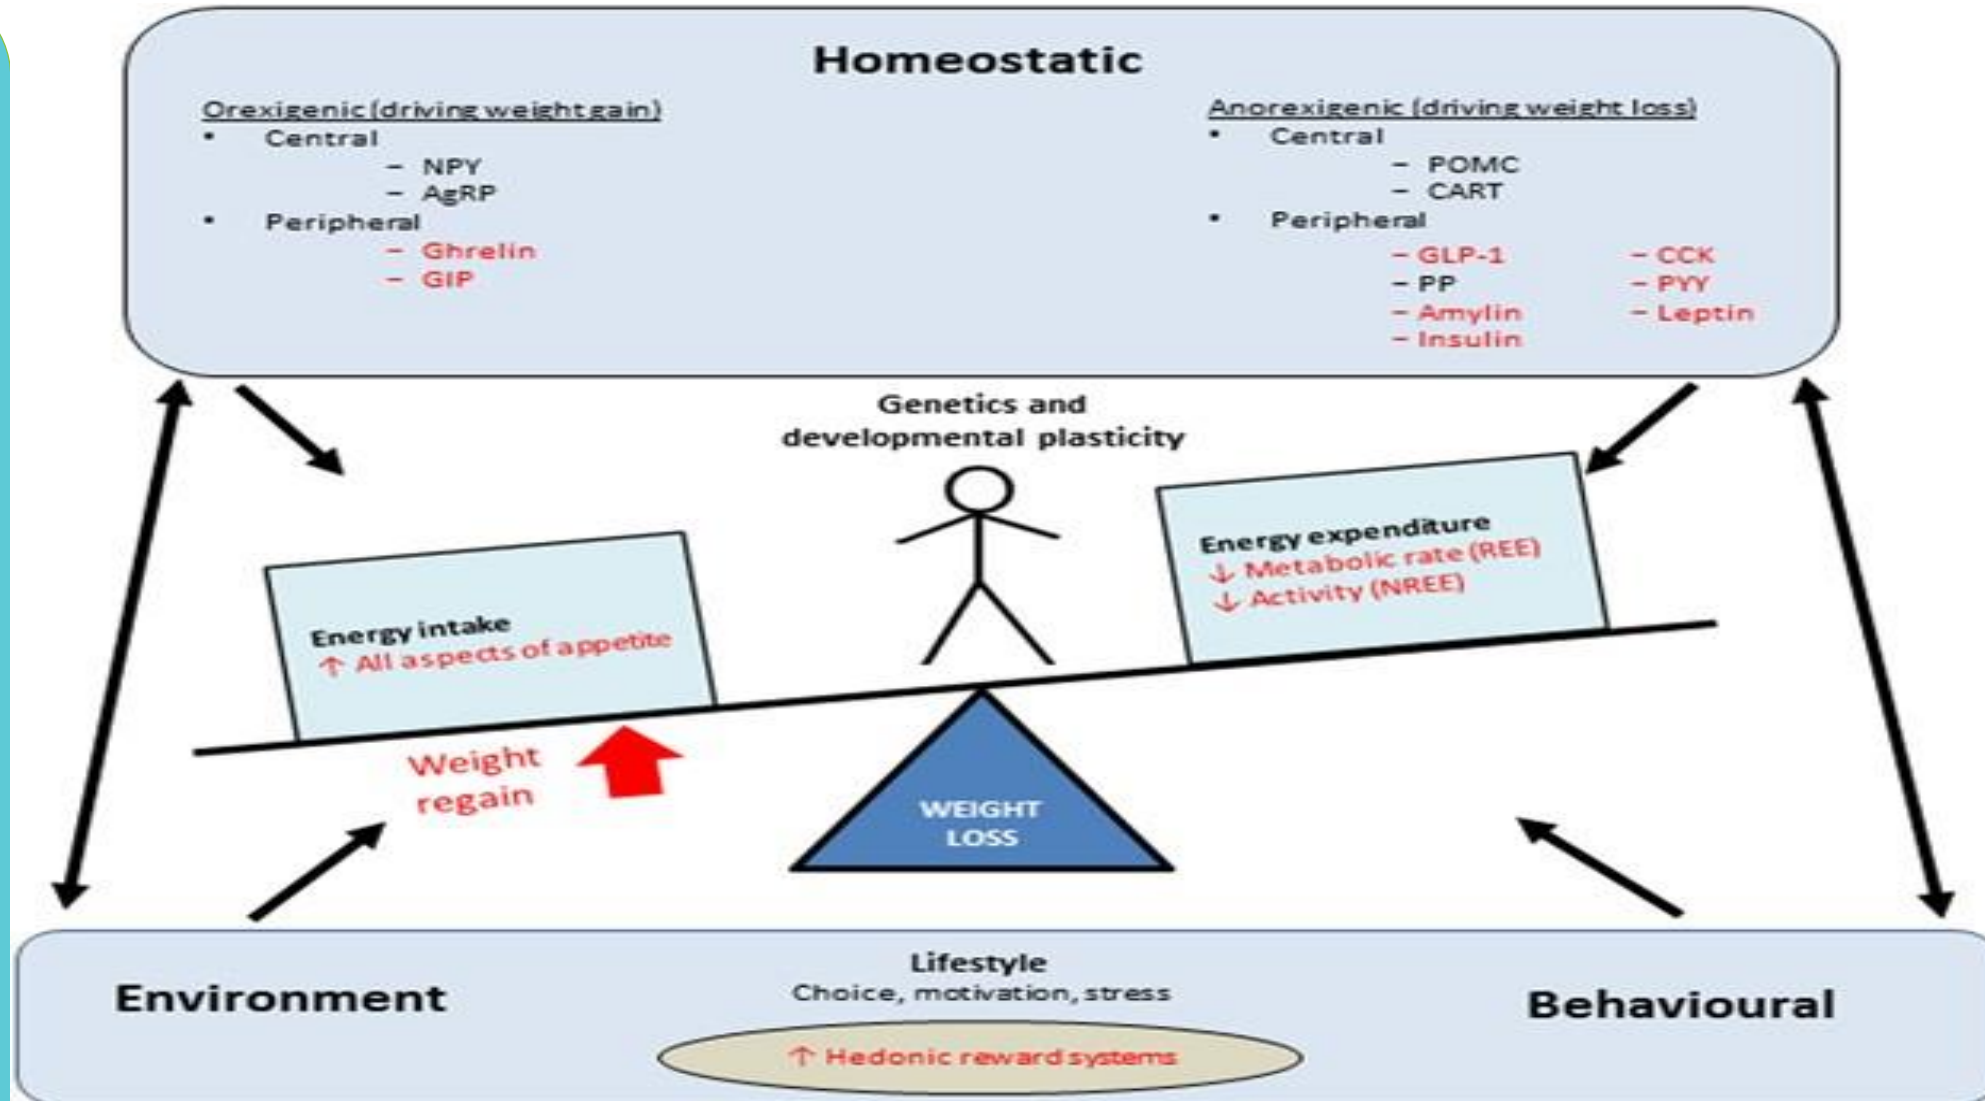 Homeostatic
Orexigenic (driving weight gain)
• Central
– NPY
– AgRP
• Peripheral
– Ghrelin
– GIP
Anorexigenic (driving weight loss)
• Central
– POMC
– CART
• Peripheral
– GLP-1 – CCK
– PP – PYY
– Amylin – Leptin
– Insulin
Genetics and
developmental plasticity
Energy intake
↑ All aspects of appetite
Energy expenditure
↓ Metabolic rate (REE)
↓ Activity (NREE)
Weight
regain
WEIGHT
LOSS
Environment
Lifestyle
Choice, motivation, stress
↑ Hedonic reward systems
Behavioural